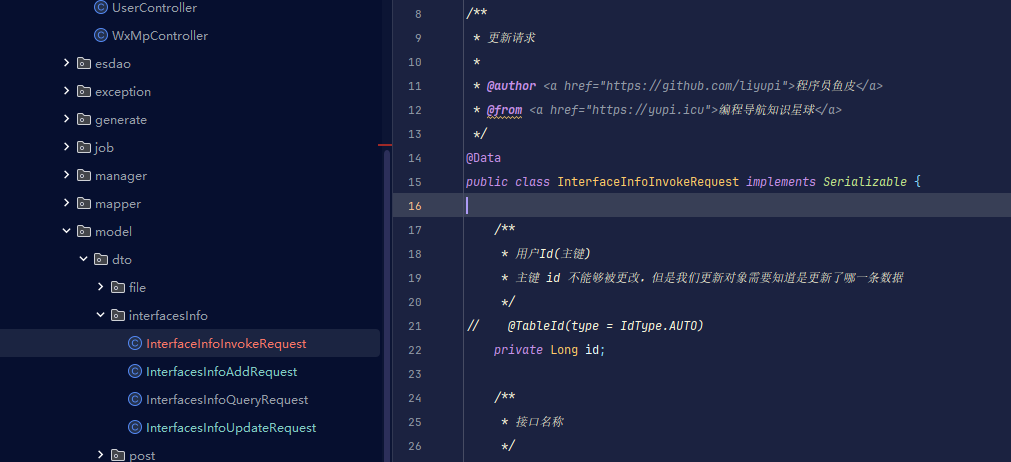 UserController
WxMpController
esdao
exception
generate
job
manager
mapper
model
dto
file
interfacesInfo
InterfaceInfoInvokeRequest
InterfacesInfoAddRequest
InterfacesInfoQueryRequest
InterfacesInfoUpdateRequest
post
8 /**
9 * 更新请求
10 *
11 * @author <a href="https://github.com/liyupi">程序员鱼皮</a>
12 * @from <a href="https://yupi.icu">编程导航知识星球</a>
13 */
14 @Data
15 public class InterfaceInfoInvokeRequest implements Serializable {
16
17 /**
18 * 用户Id(主键)
19 * 主键 id 不能够被更改，但是我们更新对象需要知道是更新了哪一条数据
20 */
21 // @TableId(type = IdType.AUTO)
22 private Long id;
23
24 /**
25 * 接口名称
26 */